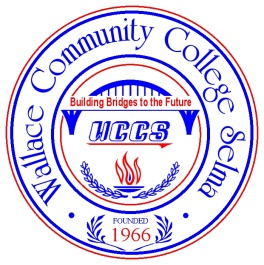 Wallace Community College Selma
Building Bridges to the Future
WCCS
FOUNDED
1966